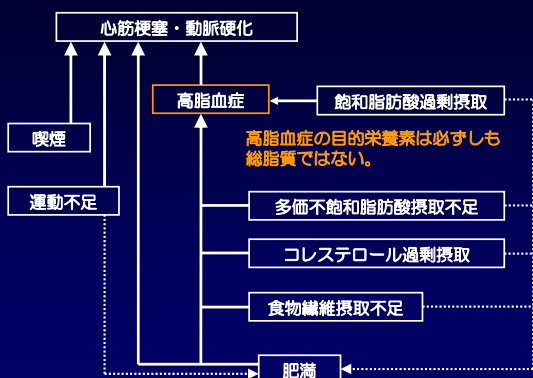 心筋梗塞・動脈硬化
高脂血症
飽和脂肪酸過剰摂取
喫煙
高脂血症の目的栄養素は必ずしも
総脂質ではない。
運動不足
多価不飽和脂肪酸摂取不足
コレステロール過剰摂取
食物繊維摂取不足
肥満